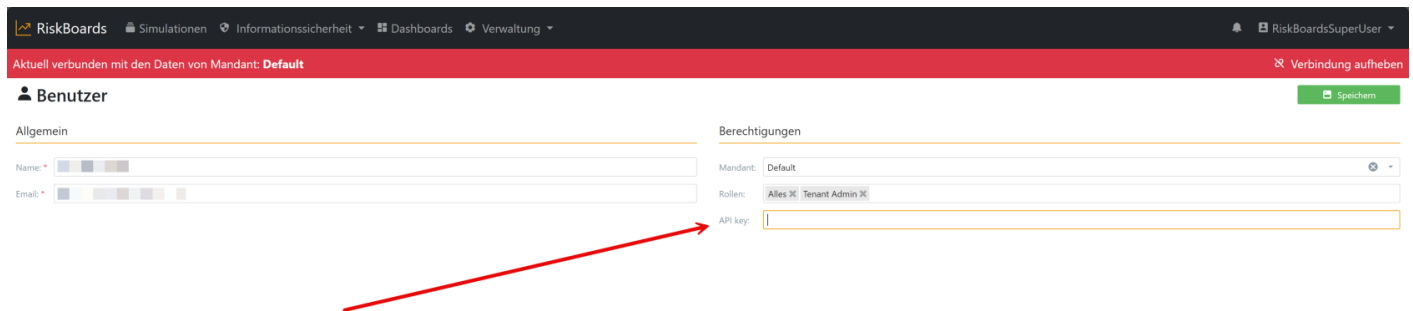 RiskBoards Simulationen Informationssicherheit Dashboards Verwaltung RiskBoardsSuperUser
Aktuell verbunden mit den Daten von Mandant: Default Verbindung aufheben
Benutzer Speichern
Allgemein
Name: *
Email: *
Berechtigungen
Mandant: Default
Rollen: Alles Tenant Admin
API key: